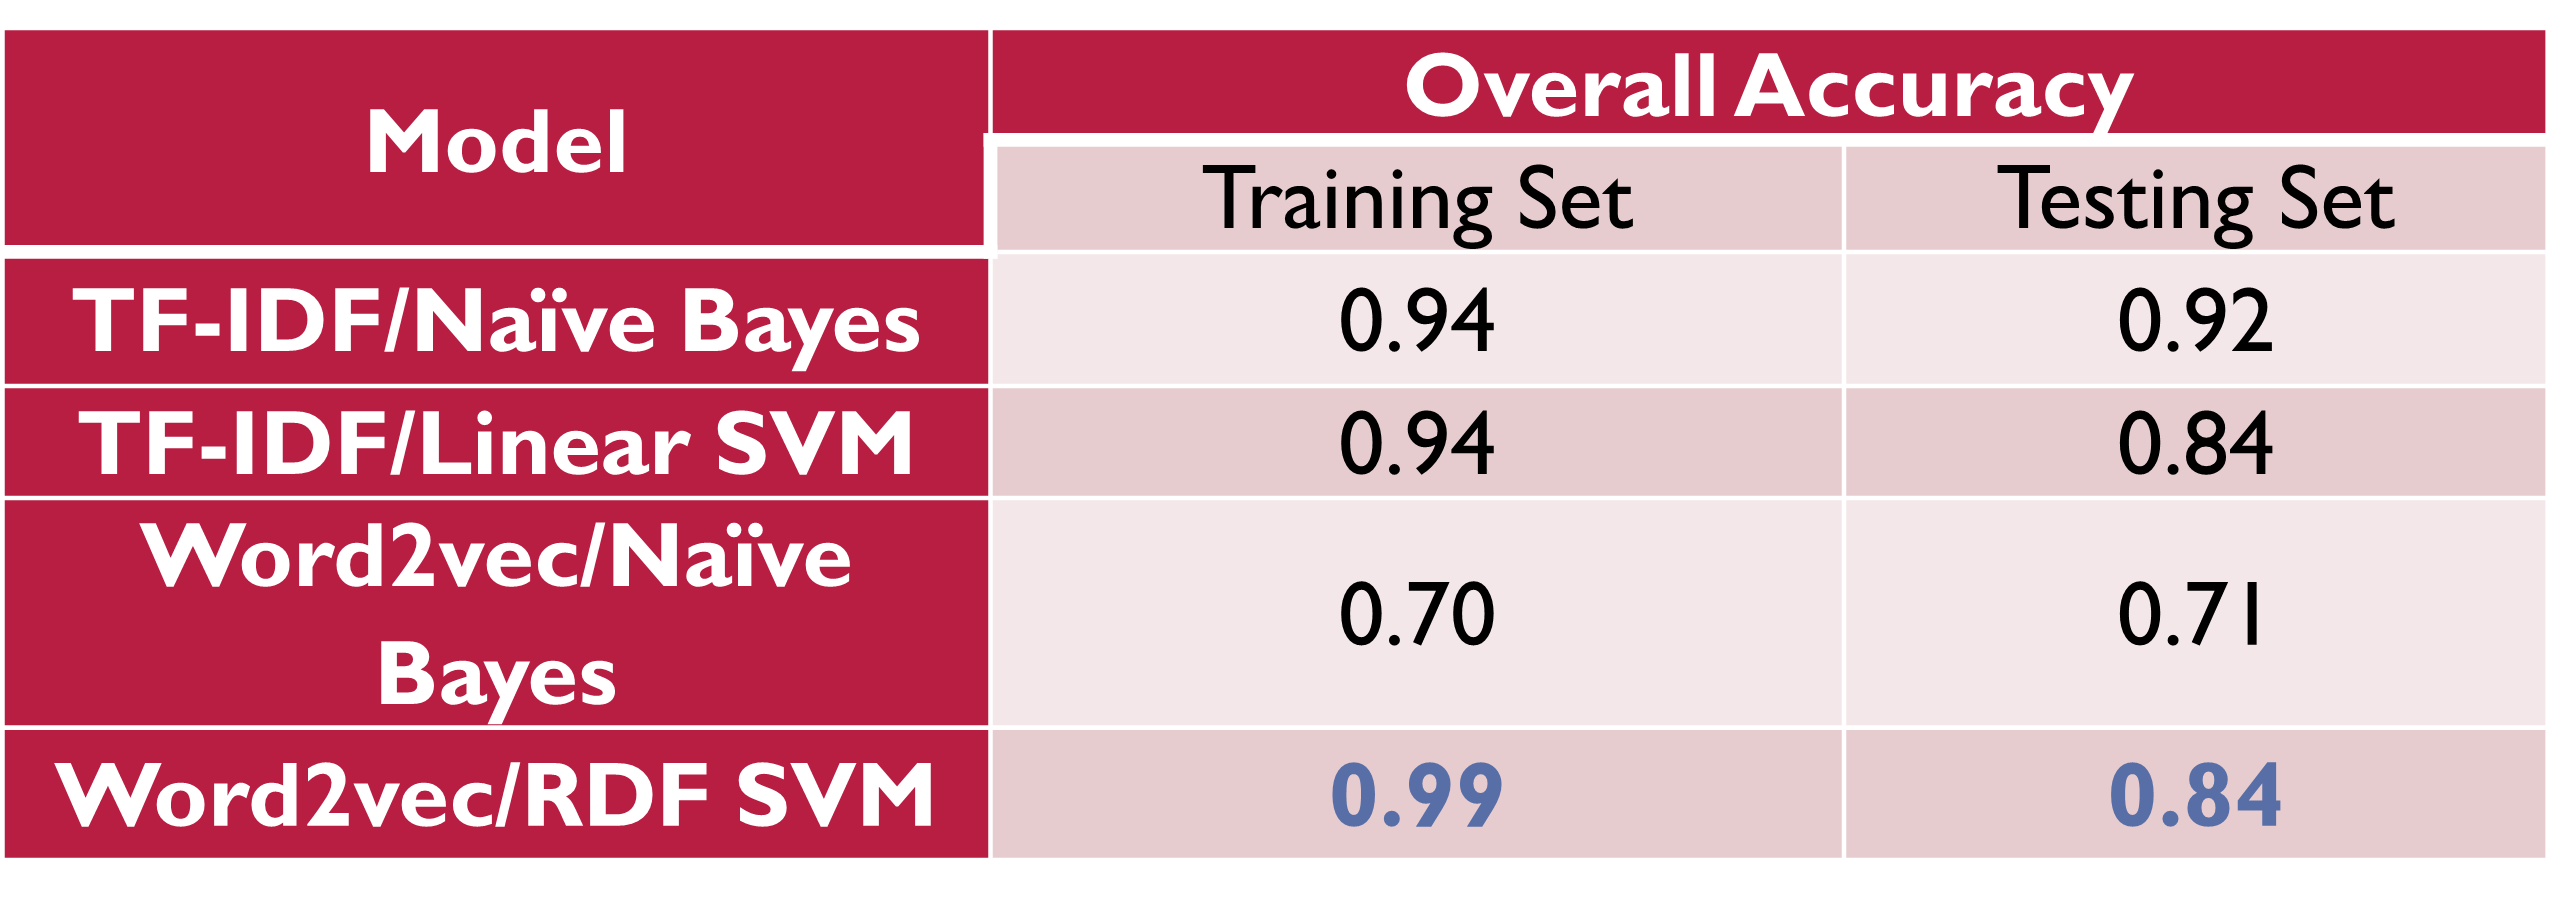 Model
Overall Accuracy
Training Set
Testing Set
TF-IDF/Naïve Bayes
0.94
0.92
TF-IDF/Linear SVM
0.94
0.84
Word2vec/Naïve
Bayes
0.70
0.71
Word2vec/RDF SVM
0.99
0.84